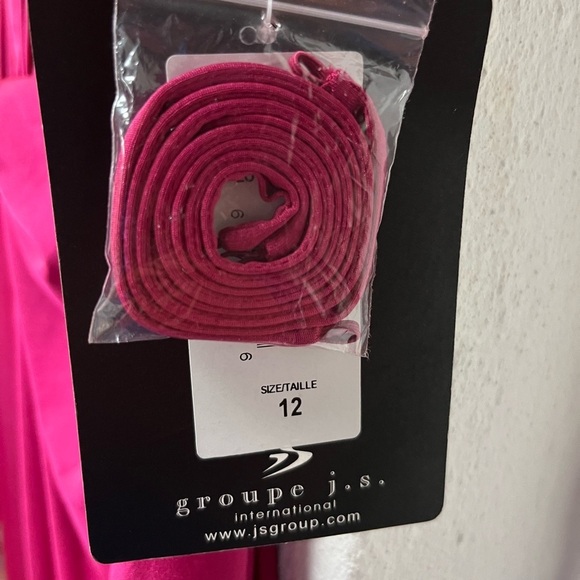 SIZE/TAILLE
12
groupe j.s.
international
www.jsgroup.com